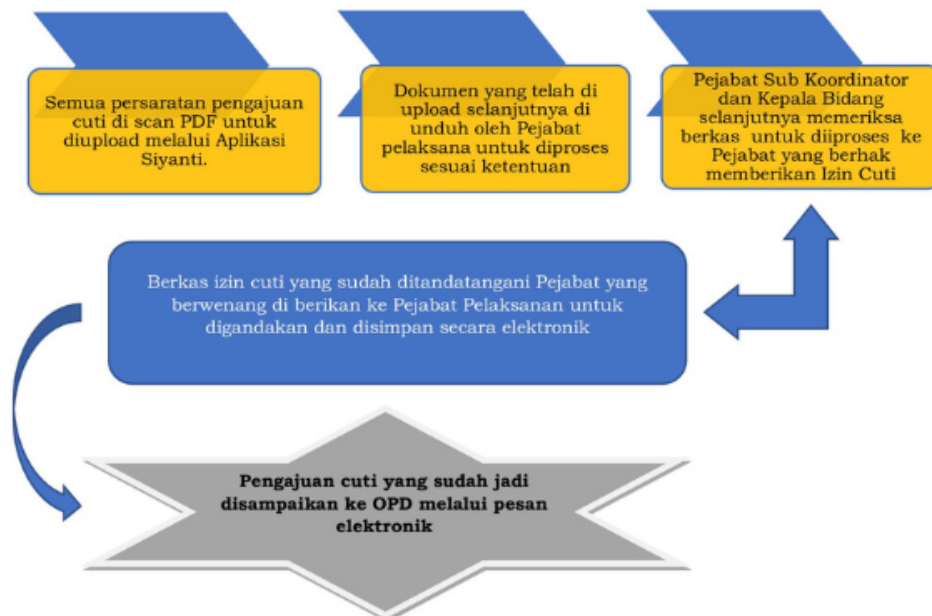 Semua persaratan pengajuan
cuti di scan PDF untuk
diupload melalui Aplikasi
Siyanti.
Dokumen yang telah di
upload selanjutnya di
unduh oleh Pejabat
pelaksana untuk diproses
sesuai ketentuan
Pejabat Sub Koordinator
dan Kepala Bidang
selanjutnya memeriksa
berkas untuk diiproses ke
Pejabat yang berhak
memberikan Izin Cuti
Berkas izin cuti yang sudah ditandatangani Pejabat yang
berwenang di berikan ke Pejabat Pelaksanan untuk
digandakan dan disimpan secara elektronik
Pengajuan cuti yang sudah jadi
disampaikan ke OPD melalui pesan
elektronik